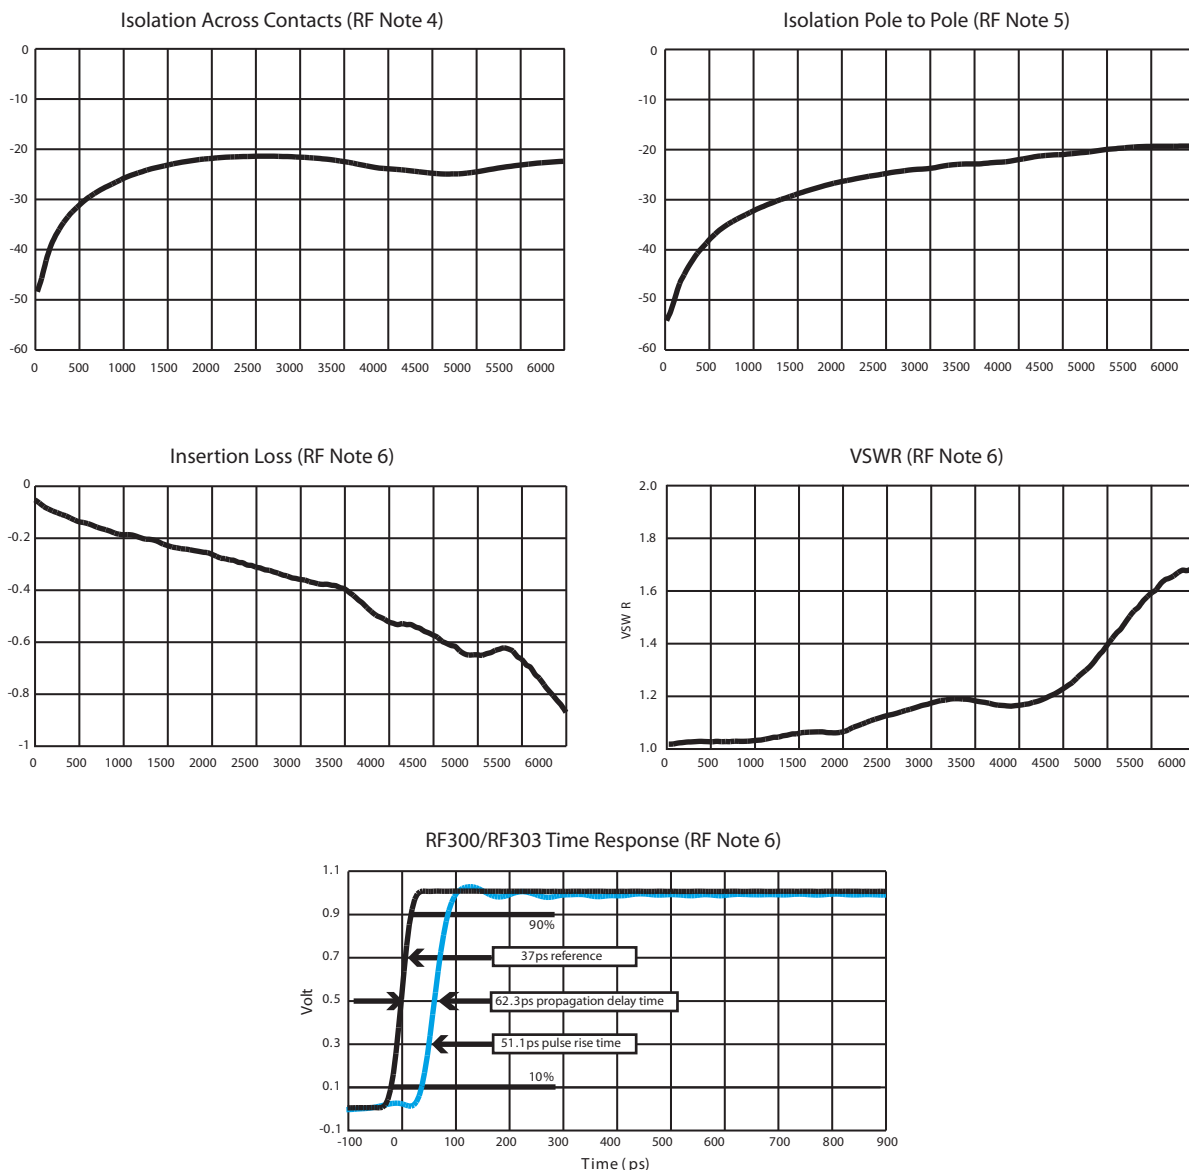 Isolation Across Contacts (RF Note 4)
0
-10
-20
-30
-40
-50
-60
0 500 1000 1500 2000 2500 3000 3500 4000 5000 5500 6000
Isolation Pole to Pole (RF Note 5)
0
-10
-20
-30
-40
-50
-60
0 500 1000 1500 2000 2500 3000 3500 4000 4500 5000 5500 6000
Insertion Loss (RF Note 6)
0
-0.2
-0.4
-0.6
-0.8
-1
0 500 1000 1500 2000 2500 3000 3500 4000 4500 5000 5500 6000
VSWR (RF Note 6)
VSW R
2.0
1.8
1.6
1.4
1.2
1.0
0 500 1000 1500 2000 2500 3000 3500 4000 4500 5000 5500 6000
RF300/RF303 Time Response (RF Note 6)
Volt
1.1
0.9
0.7
0.5
0.3
0.1
-0.1
90%
37ps reference
62.3ps propagation delay time
51.1ps pulse rise time
10%
-100 0 100 200 300 400 500 600 700 800 900
Time (ps)